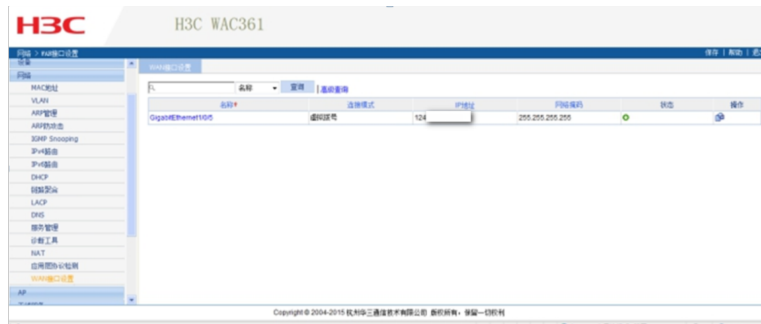 H3C
H3C WAC361
网络 > WAN接口设置
保存 | 帮助 |
设备
WAN接口设置
网络
MAC地址
VLAN
ARP管理
ARP防攻击
IGMP Snooping
IPv4路由
IPv6路由
DHCP
链路聚合
LACP
DNS
服务管理
诊断工具
NAT
应用层协议检测
WAN接口设置
AP
名称 查询 高级查询
名称 连接模式 IP地址 网络掩码 状态 操作
GigabitEthernet1/0/5 虚拟拨号 124 255.255.255.255
Copyright © 2004-2015 杭州华三通信技术有限公司 版权所有，保留一切权利